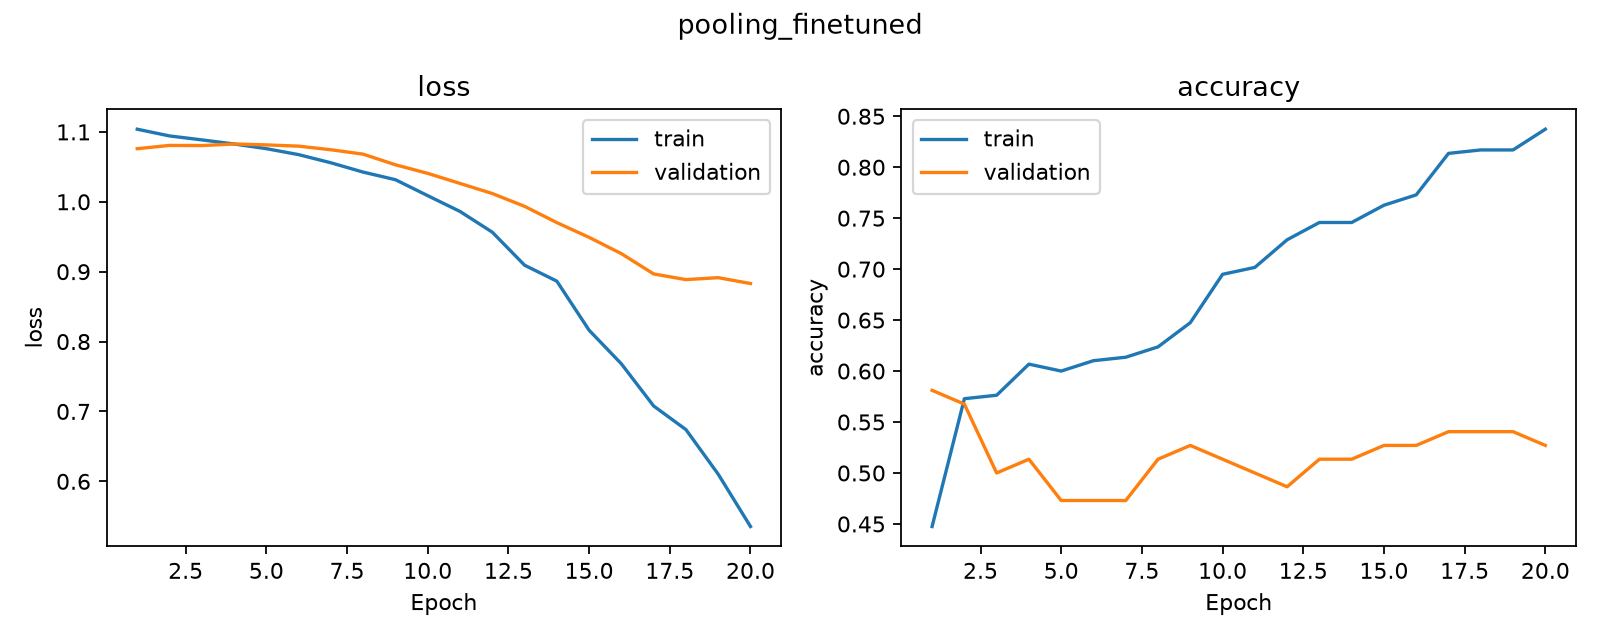 pooling_finetuned
loss
1.1
1.0
0.9
0.8
0.7
0.6
loss
train
validation
2.5 5.0 7.5 10.0 12.5 15.0 17.5 20.0
Epoch
accuracy
0.85
0.80
0.75
0.70
0.65
0.60
0.55
0.50
0.45
accuracy
train
validation
2.5 5.0 7.5 10.0 12.5 15.0 17.5 20.0
Epoch